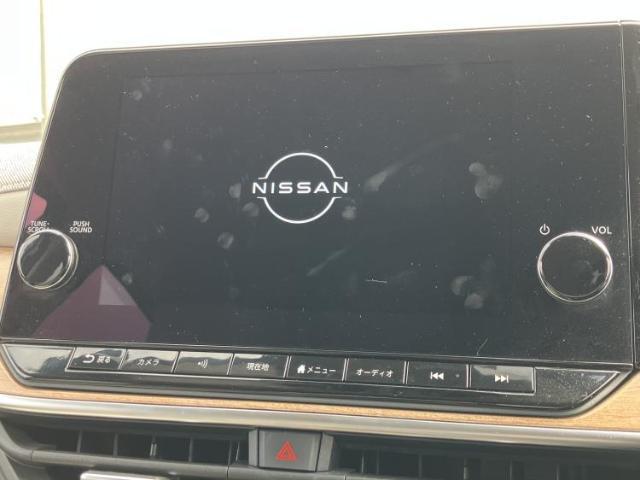 NISSAN
TUNE·
SCROLL
PUSH
SOUND
VOL
戻る
カメラ
現在地
メニュー
オーディオ